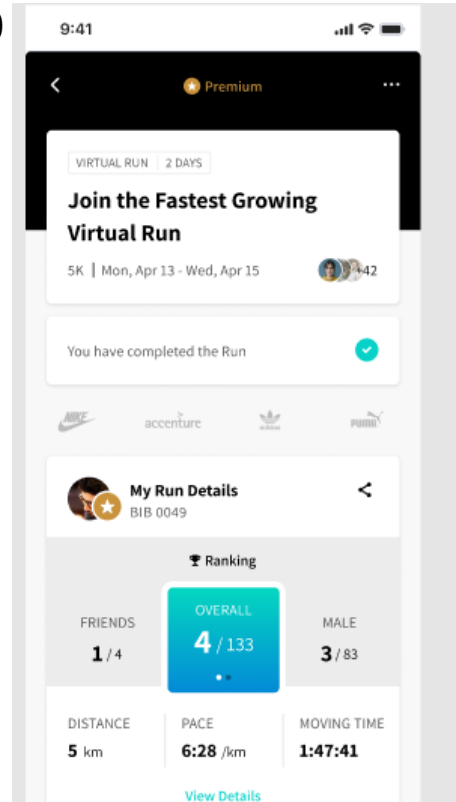 9:41
Premium
VIRTUAL RUN | 2 DAYS
Join the Fastest Growing
Virtual Run
5K | Mon, Apr 13 - Wed, Apr 15 +42
You have completed the Run
NIKE accenture adidas PUMA
My Run Details
BIB 0049
Ranking
FRIENDS OVERALL MALE
1 / 4 4 / 133 3 / 83
DISTANCE PACE MOVING TIME
5 km 6:28 /km 1:47:41
View Details